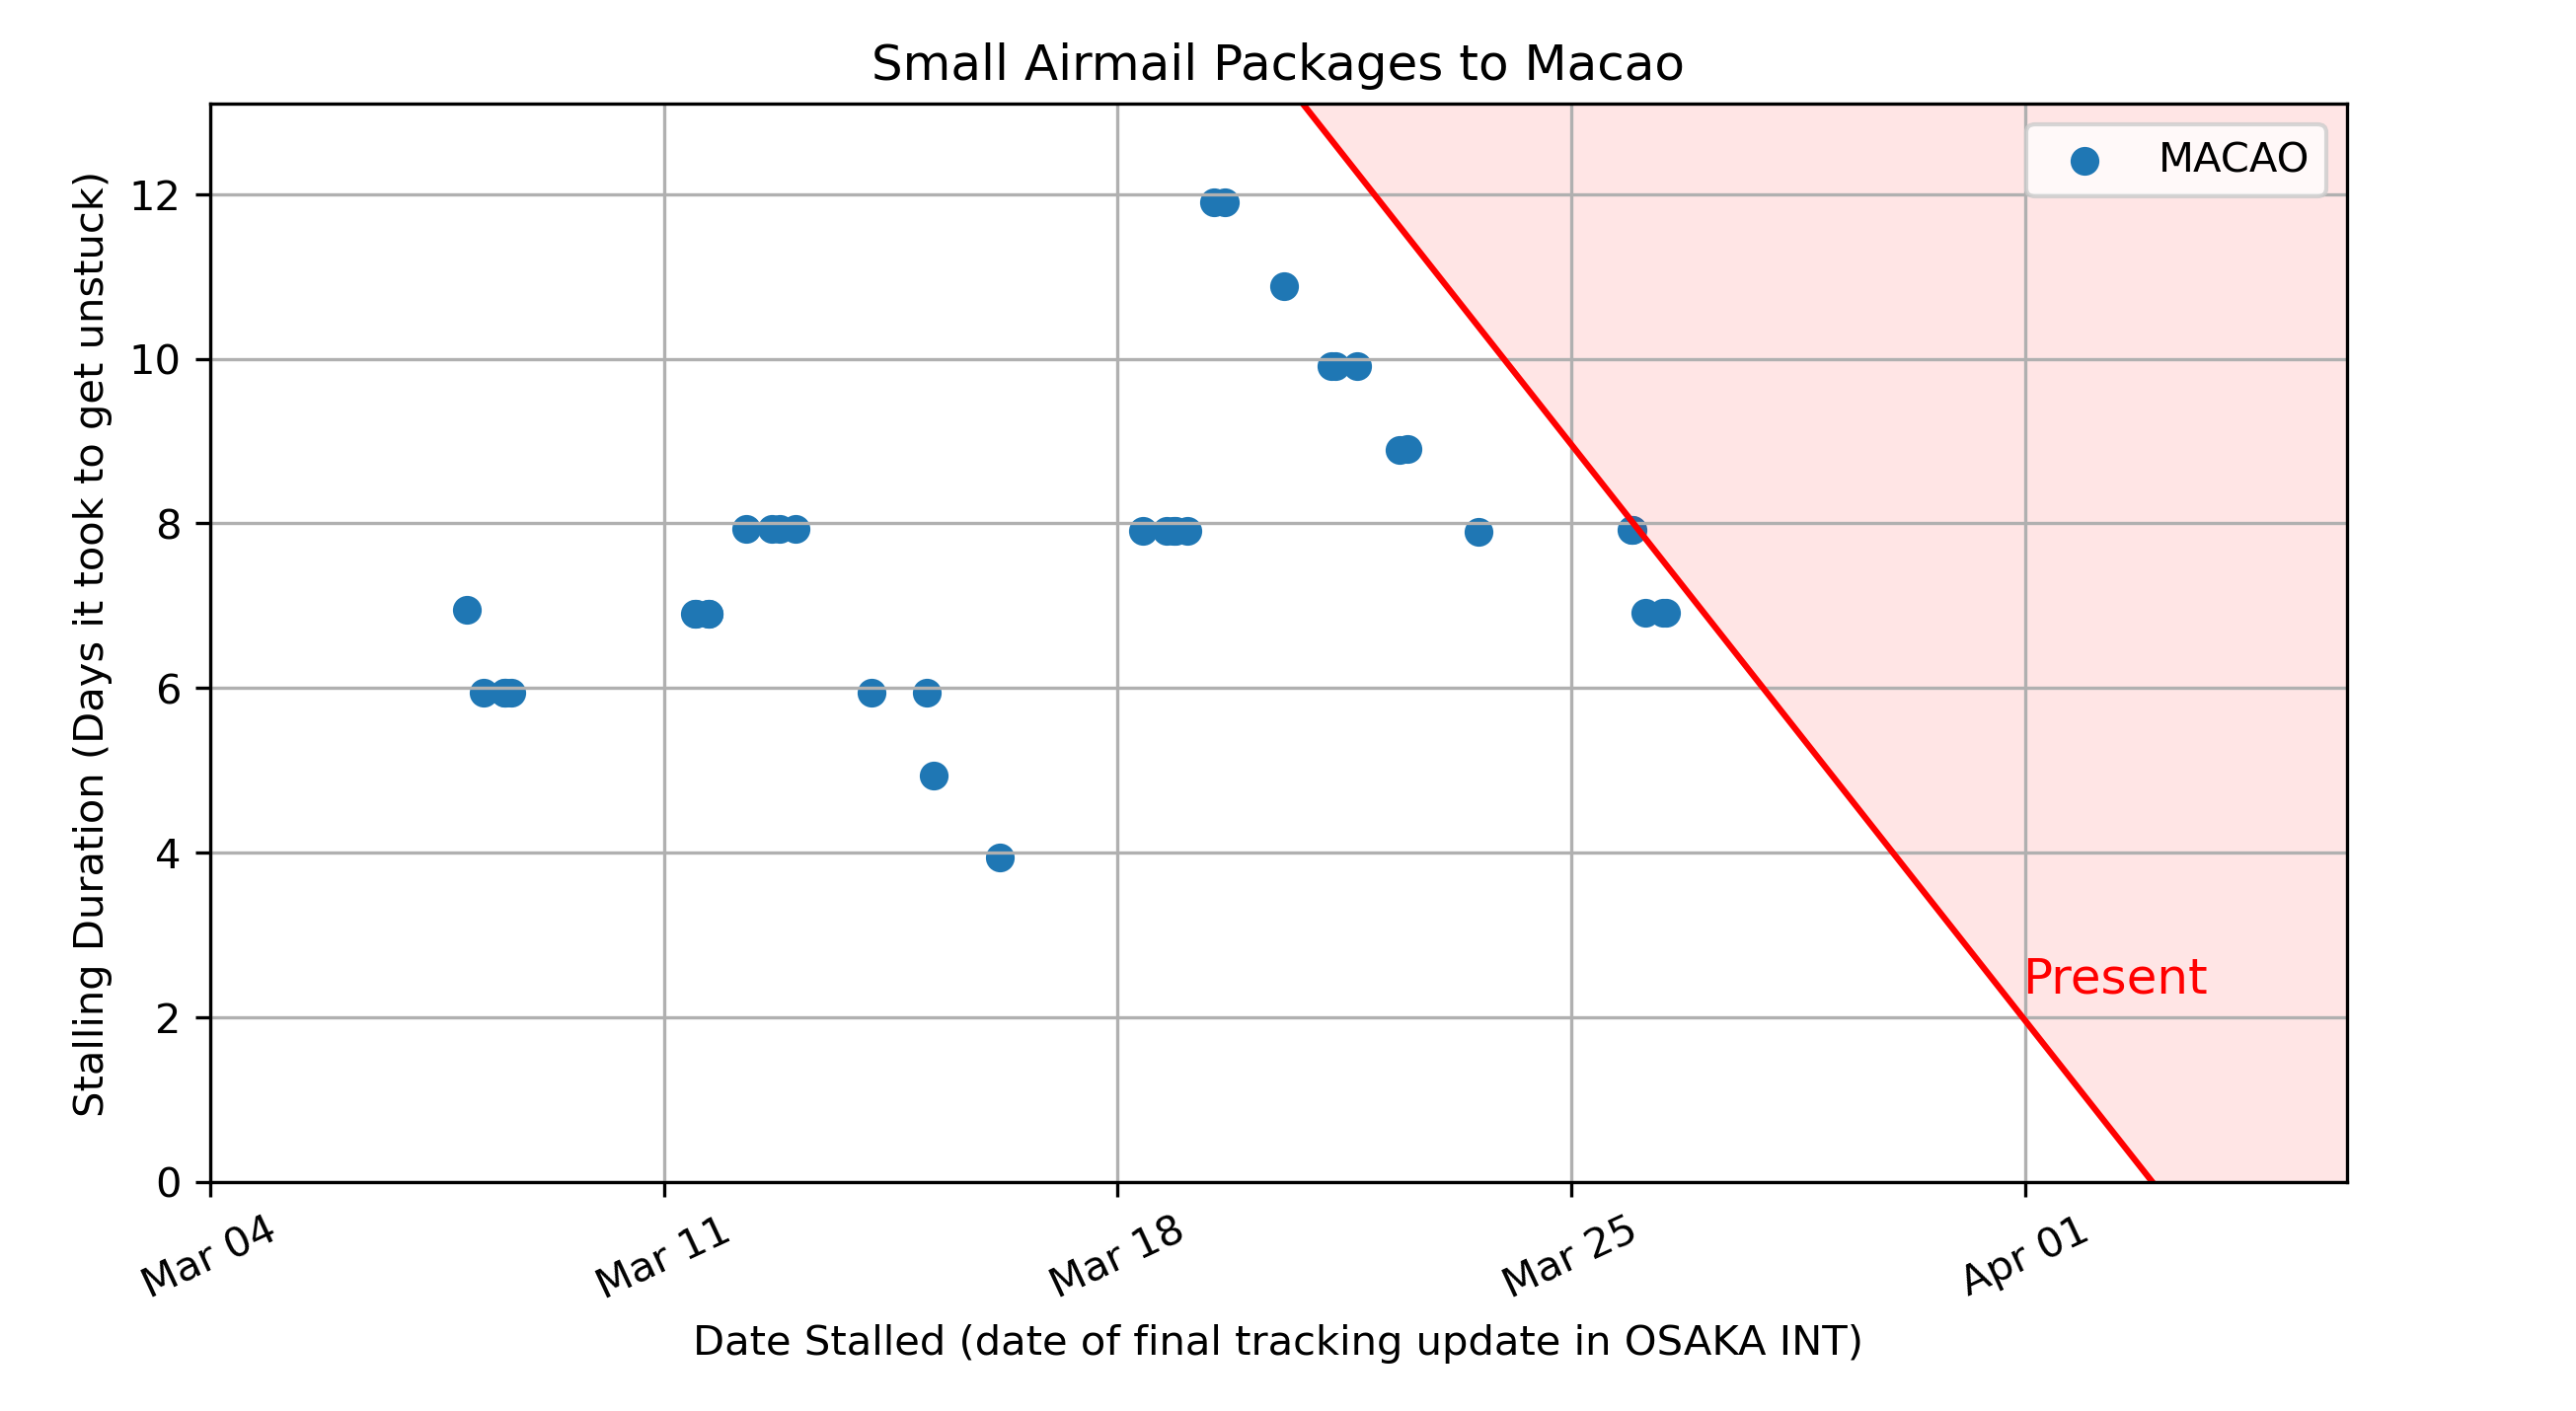 Small Airmail Packages to Macao
MACAO
Stalling Duration (Days it took to get unstuck)
12
10
8
6
4
2
0
Present
Mar 04
Mar 11
Mar 18
Mar 25
Apr 01
Date Stalled (date of final tracking update in OSAKA INT)